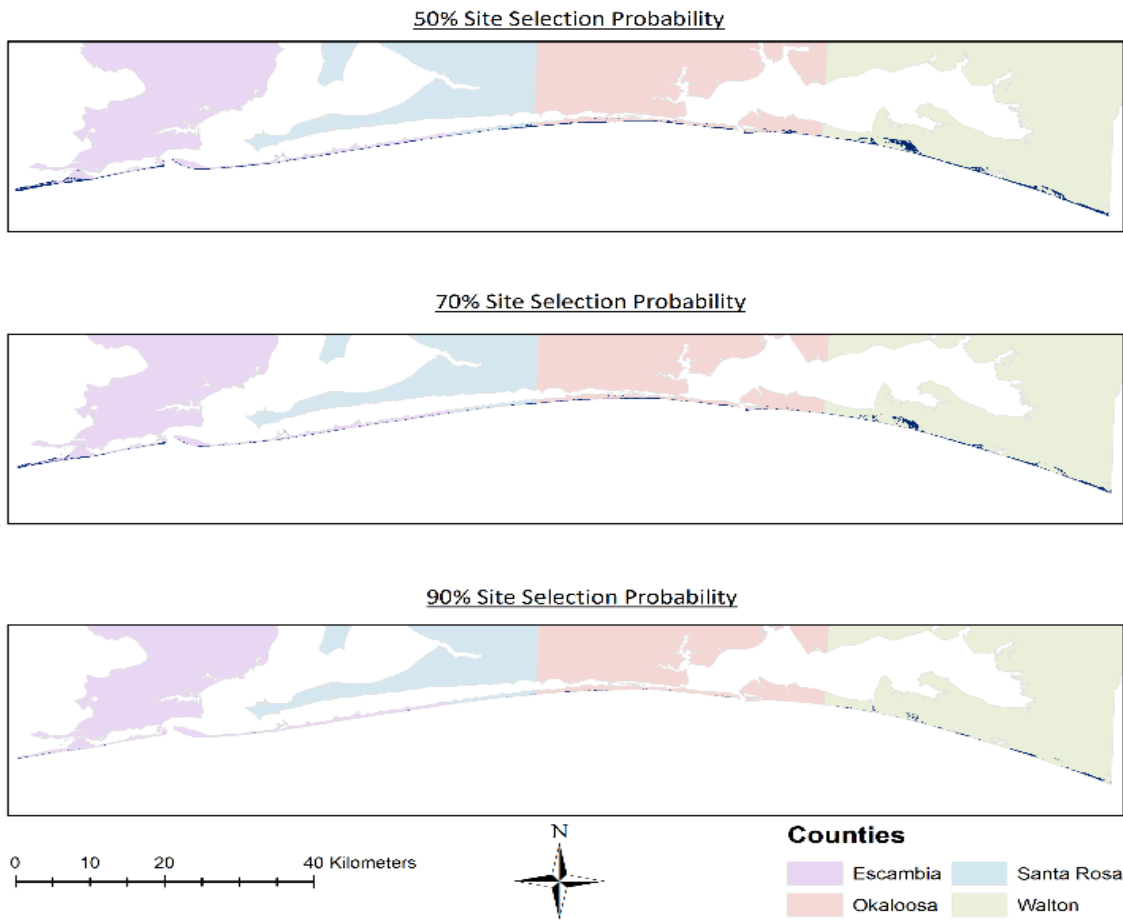 50% Site Selection Probability
70% Site Selection Probability
90% Site Selection Probability
N
Counties
0 10 20 40 Kilometers
Escambia Santa Rosa
Okaloosa Walton